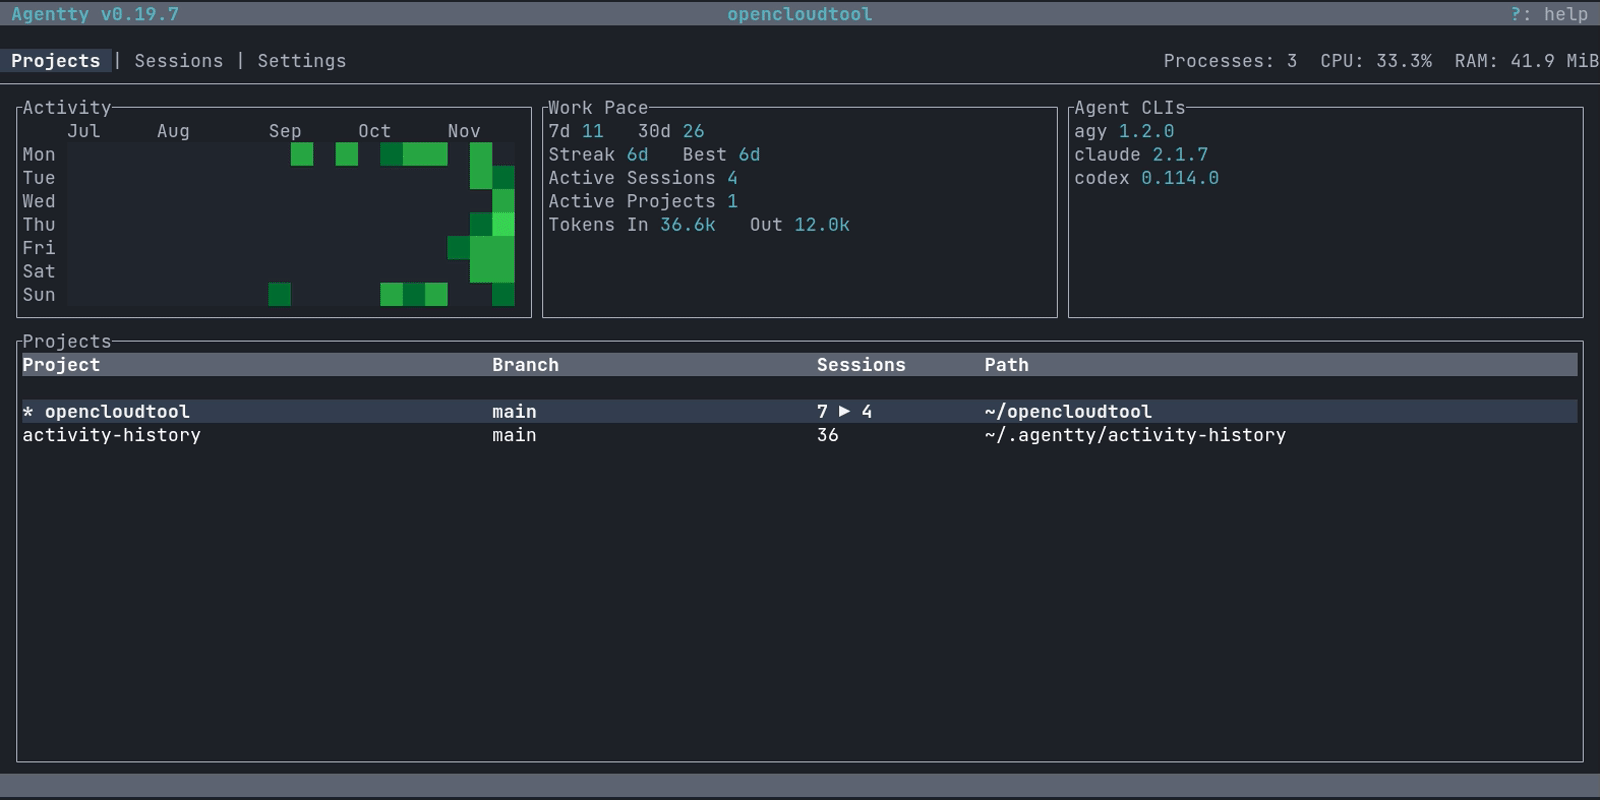 Agentty v0.19.7 opencloudtool ?: help
Projects | Sessions | Settings Processes: 3 CPU: 33.3% RAM: 41.9 MiB
Activity
Jul Aug Sep Oct Nov
Mon
Tue
Wed
Thu
Fri
Sat
Sun
Work Pace
7d 11 30d 26
Streak 6d Best 6d
Active Sessions 4
Active Projects 1
Tokens In 36.6k Out 12.0k
Agent CLIs
agy 1.2.0
claude 2.1.7
codex 0.114.0
Projects
Project Branch Sessions Path
* opencloudtool main 7 ▶ 4 ~/opencloudtool
activity-history main 36 ~/.agentty/activity-history